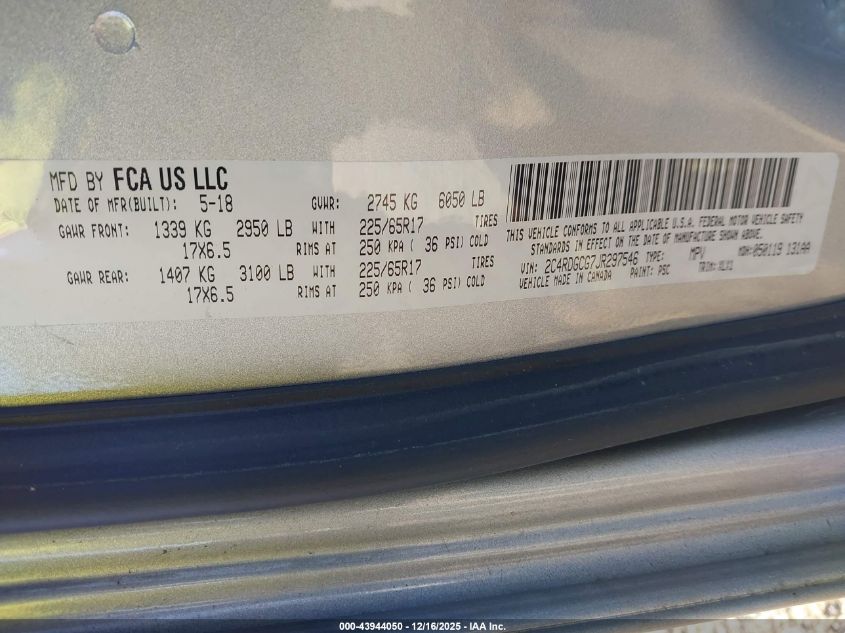 MFD BY FCA US LLC
DATE OF MFR(BUILT): 5-18 GVWR: 2745 KG 6050 LB
GAWR FRONT: 1339 KG 2950 LB WITH 225/65R17 TIRES
17X6.5 RIMS AT 250 KPA ( 36 PSI) COLD
GAWR REAR: 1407 KG 3100 LB WITH 225/65R17 TIRES
17X6.5 RIMS AT 250 KPA ( 36 PSI) COLD
THIS VEHICLE CONFORMS TO ALL APPLICABLE U.S.A. FEDERAL MOTOR VEHICLE SAFETY
STANDARDS IN EFFECT ON THE DATE OF MANUFACTURE SHOWN ABOVE.
VIN: 2C4RDGCG7JR297546 TYPE: MPV MDH: 050119 131AA
VEHICLE MADE IN CANADA PAINT: PSC TRIM:
000-43944050 - 12/16/2025 - IAA Inc.